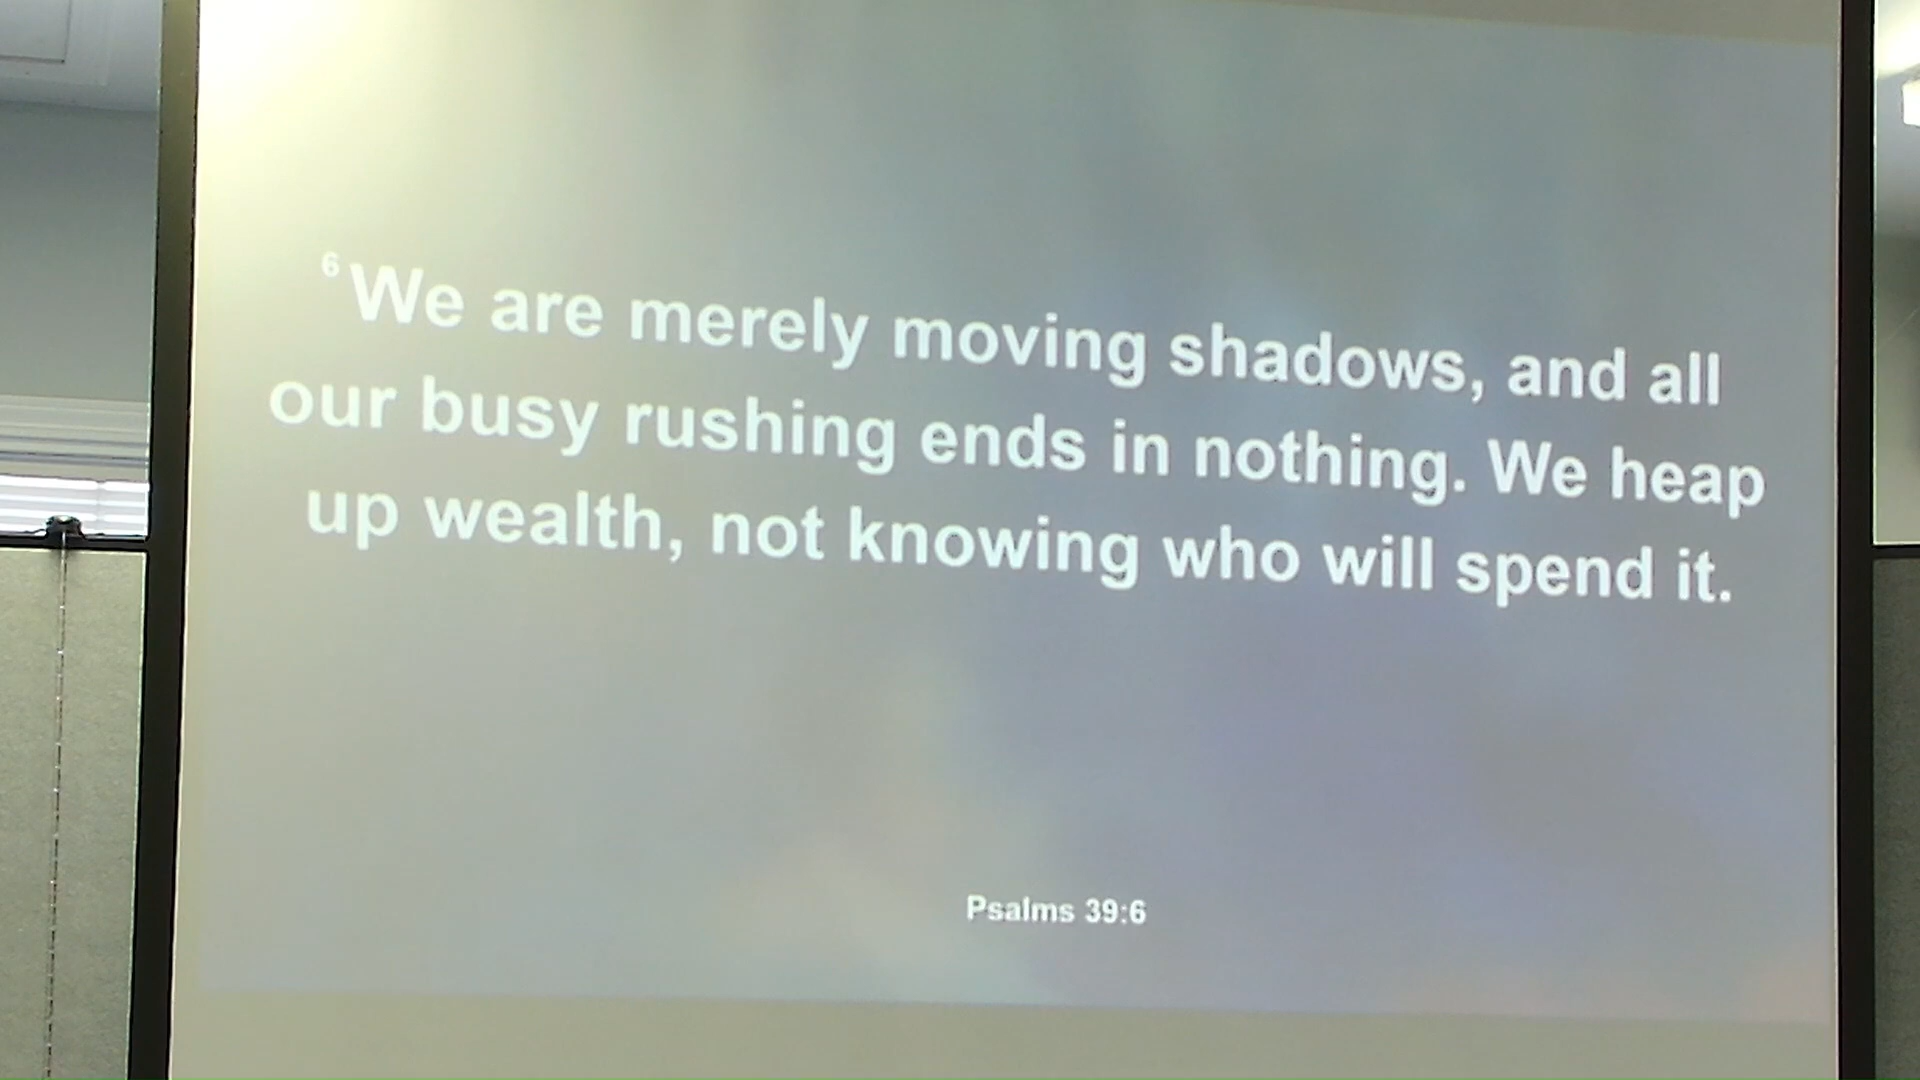 6 We are merely moving shadows, and all
our busy rushing ends in nothing. We heap
up wealth, not knowing who will spend it.
Psalms 39:6